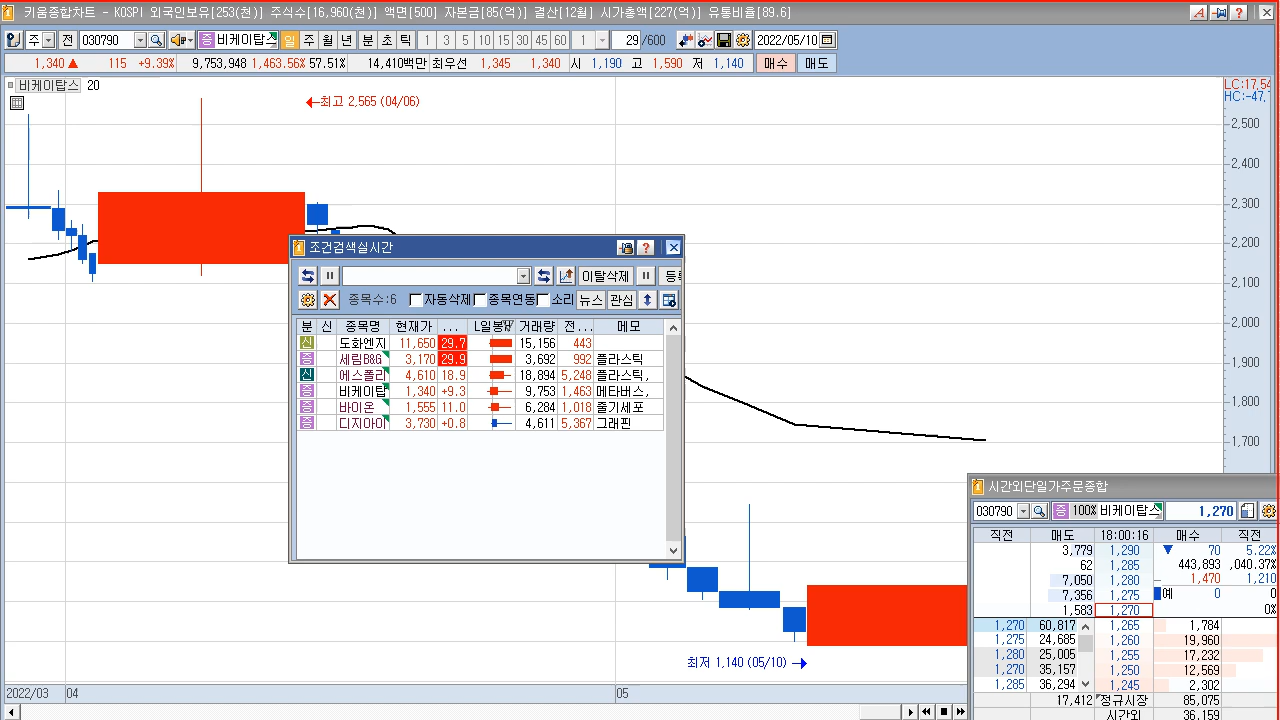 키움종합차트 - KOSPI 외국인보유[253(천)] 주식수[16,960(천)] 액면[500] 자본금[85(억)] 결산[12월] 시가총액[227(억)] 유통비율[89.6]
주 전 030790 증 비케이탑스 일 주 월 년 분 초 틱 1 3 5 10 15 30 45 60 1 29 /600 2022/05/10
1,340 ▲ 115 +9.39% 9,753,948 1,463.56% 57.51% 14,410백만 최우선 1,345 1,340 시 1,190 고 1,590 저 1,140 매수 매도
비케이탑스 20
LC:17,54
HC:-47,
←최고 2,565 (04/06)
2,500
2,400
2,300
2,200
2,100
2,000
1,900
1,800
1,700
조건검색실시간
이탈삭제 등록
종목수:6 자동삭제 종목연동 소리 뉴스 관심
분 신 종목명 현재가 ... L일봉H 거래량 전... 메모
신 도화엔지 11,650 29.7 15,156 443
증 세림B&G 3,170 29.9 3,692 992 플라스틱
신 에스폴리 4,610 18.9 18,894 5,248 플라스틱,
증 비케이탑 1,340 +9.3 9,753 1,463 메타버스,
증 바이온 1,555 11.0 6,284 1,018 줄기세포
증 디지아이 3,730 +0.8 4,611 5,367 그래핀
최저 1,140 (05/10) →
2022/03 04 05
시간외단일가주문종합
030790 증 100% 비케이탑스 1,270
직전 매도 18:00:16 매수 직전
3,779 1,290 ▼ 70 5.22%
62 1,285 443,893 ,040.37%
7,050 1,280 1,470 1,210
7,356 1,275 예 0 0
1,583 1,270 0%
1,270 60,817 1,265 1,784
1,275 24,685 1,260 19,960
1,280 25,005 1,255 17,232
1,270 35,157 1,250 12,569
1,285 36,294 1,245 2,302
17,412 정규시장 85,075
시간외 36,159